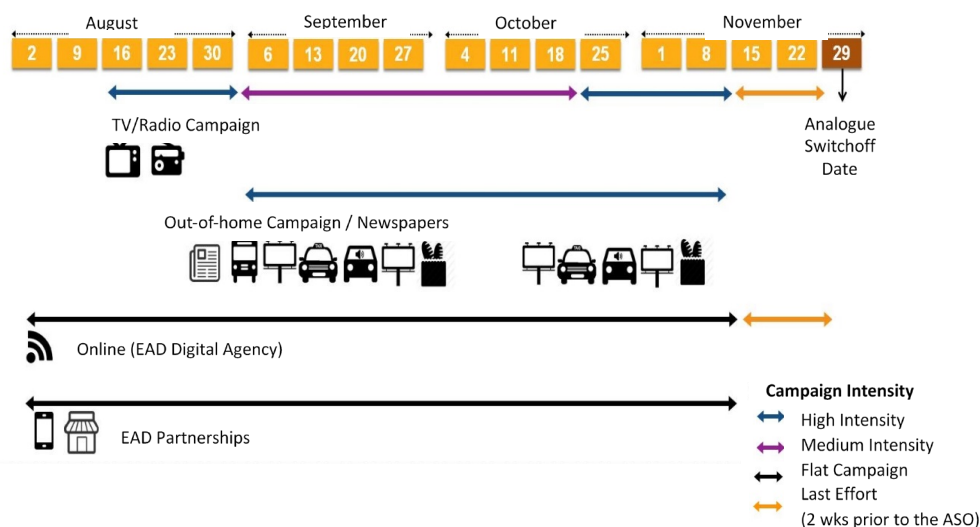 August
September
October
November
2 9 16 23 30 6 13 20 27 4 11 18 25 1 8 15 22 29
TV/Radio Campaign
Analogue
Switchoff
Date
Out-of-home Campaign / Newspapers
Online (EAD Digital Agency)
EAD Partnerships
Campaign Intensity
High Intensity
Medium Intensity
Flat Campaign
Last Effort
(2 wks prior to the ASO)